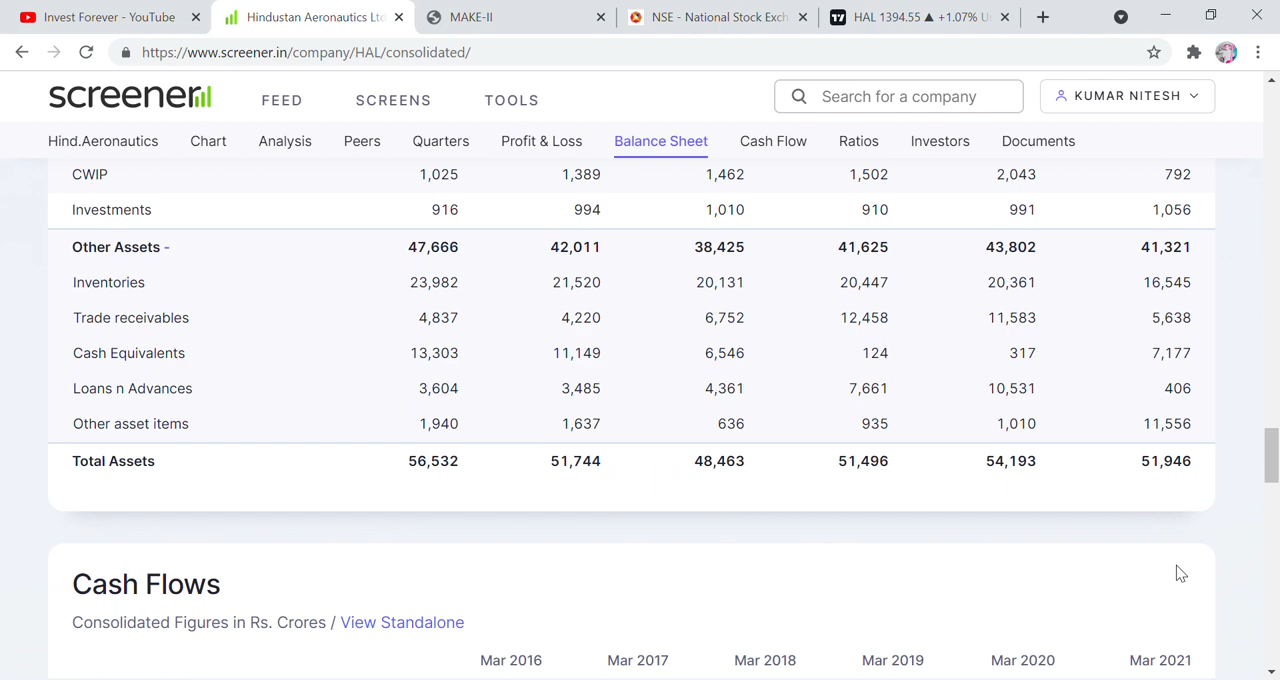 Invest Forever - YouTube
Hindustan Aeronautics Ltd
MAKE-II
NSE - National Stock Exch
HAL 1394.55 ▲ +1.07% U
https://www.screener.in/company/HAL/consolidated/
screener
FEED SCREENS TOOLS
Search for a company
KUMAR NITESH
Hind.Aeronautics Chart Analysis Peers Quarters Profit & Loss Balance Sheet Cash Flow Ratios Investors Documents
CWIP 1,025 1,389 1,462 1,502 2,043 792
Investments 916 994 1,010 910 991 1,056
Other Assets - 47,666 42,011 38,425 41,625 43,802 41,321
Inventories 23,982 21,520 20,131 20,447 20,361 16,545
Trade receivables 4,837 4,220 6,752 12,458 11,583 5,638
Cash Equivalents 13,303 11,149 6,546 124 317 7,177
Loans n Advances 3,604 3,485 4,361 7,661 10,531 406
Other asset items 1,940 1,637 636 935 1,010 11,556
Total Assets 56,532 51,744 48,463 51,496 54,193 51,946
Cash Flows
Consolidated Figures in Rs. Crores / View Standalone
Mar 2016 Mar 2017 Mar 2018 Mar 2019 Mar 2020 Mar 2021